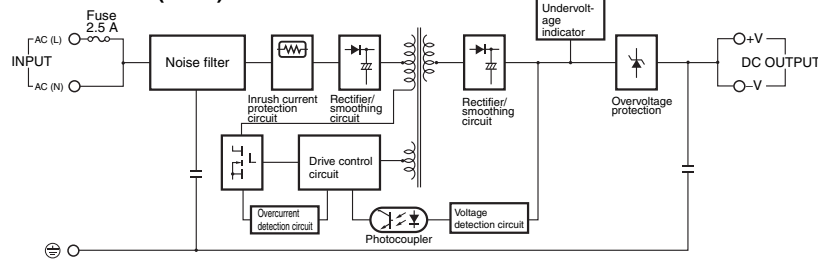 Fuse
2.5 A
AC (L)
INPUT
AC (N)
Noise filter
Inrush current
protection
circuit
Rectifier/
smoothing
circuit
Undervolt-
age
indicator
Rectifier/
smoothing
circuit
Overvoltage
protection
+V
DC OUTPUT
–V
Drive control
circuit
Overcurrent
detection circuit
Photocoupler
Voltage
detection circuit